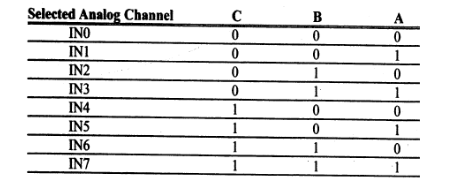 Selected Analog Channel C B A
IN0 0 0 0
IN1 0 0 1
IN2 0 1 0
IN3 0 1 1
IN4 1 0 0
IN5 1 0 1
IN6 1 1 0
IN7 1 1 1